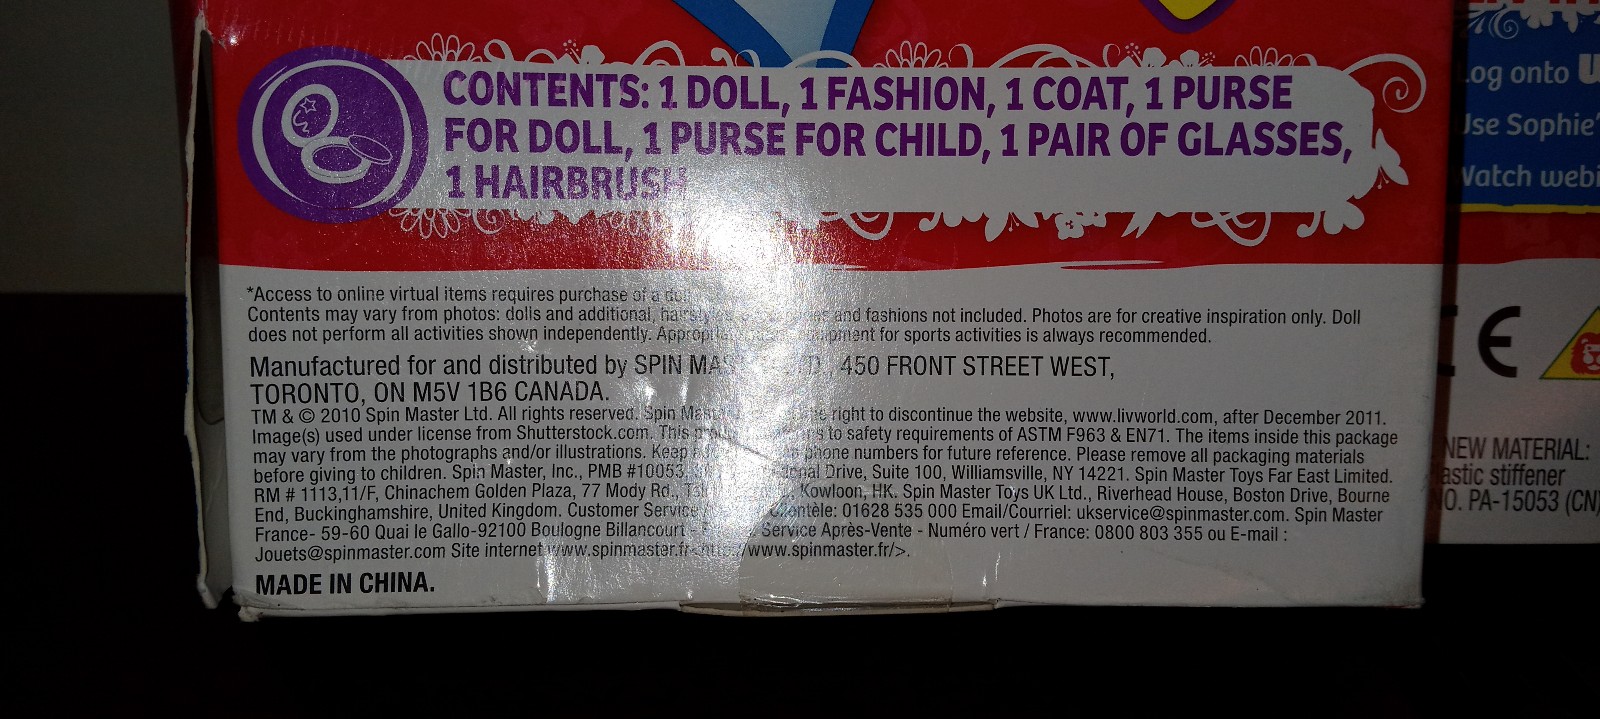 CONTENTS: 1 DOLL, 1 FASHION, 1 COAT, 1 PURSE
FOR DOLL, 1 PURSE FOR CHILD, 1 PAIR OF GLASSES,
1 HAIRBRUSH
*Access to online virtual items requires purchase of a
Contents may vary from photos: dolls and additional, and fashions not included. Photos are for creative inspiration only. Doll
does not perform all activities shown independently. for sports activities is always recommended.
Manufactured for and distributed by SPIN 450 FRONT STREET WEST,
TORONTO, ON M5V 1B6 CANADA.
TM & © 2010 Spin Master Ltd. All rights reserved. Spin right to discontinue the website, www.livworld.com, after December 2011.
Image(s) used under license from Shutterstock.com. This to safety requirements of ASTM F963 & EN71. The items inside this package
may vary from the photographs and/or illustrations. Keep phone numbers for future reference. Please remove all packaging materials
before giving to children. Spin Master, Inc., PMB #10053, Drive, Suite 100, Williamsville, NY 14221. Spin Master Toys Far East Limited.
RM # 1113,11/F, Chinachem Golden Plaza, 77 Mody Rd., Kowloon, HK. Spin Master Toys UK Ltd., Riverhead House, Boston Drive, Bourne
End, Buckinghamshire, United Kingdom. Customer Service Clientèle: 01628 535 000 Email/Courriel: ukservice@spinmaster.com. Spin Master
France- 59-60 Quai le Gallo-92100 Boulogne Billancourt - Service Après-Vente - Numéro vert / France: 0800 803 355 ou E-mail :
Jouets@spinmaster.com Site internet www.spinmaster.fr www.spinmaster.fr/>.
MADE IN CHINA.
onto
Sophie'
CE
NEW MATERIAL:
stiffener
NO. PA-15053 (CN)